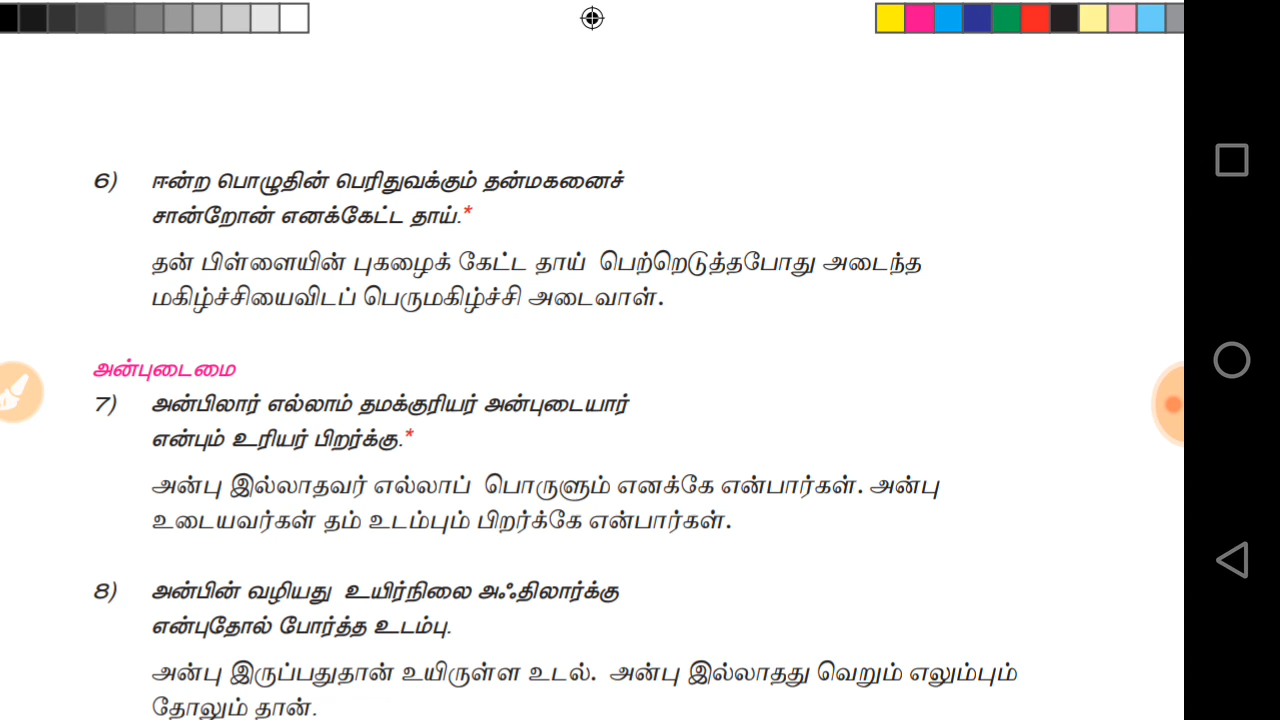 6) ஈன்ற பொழுதின் பெரிதுவக்கும் தன்மகனைச்
சான்றோன் எனக்கேட்ட தாய்.*
தன் பிள்ளையின் புகழைக் கேட்ட தாய் பெற்றெடுத்தபோது அடைந்த
மகிழ்ச்சியைவிடப் பெருமகிழ்ச்சி அடைவாள்.
அன்புடைமை
7) அன்பிலார் எல்லாம் தமக்குரியர் அன்புடையார்
என்பும் உரியர் பிறர்க்கு.*
அன்பு இல்லாதவர் எல்லாப் பொருளும் எனக்கே என்பார்கள். அன்பு
உடையவர்கள் தம் உடம்பும் பிறர்க்கே என்பார்கள்.
8) அன்பின் வழியது உயிர்நிலை அஃதிலார்க்கு
என்புதோல் போர்த்த உடம்பு.
அன்பு இருப்பதுதான் உயிருள்ள உடல். அன்பு இல்லாதது வெறும் எலும்பும்
தோலும் தான்.